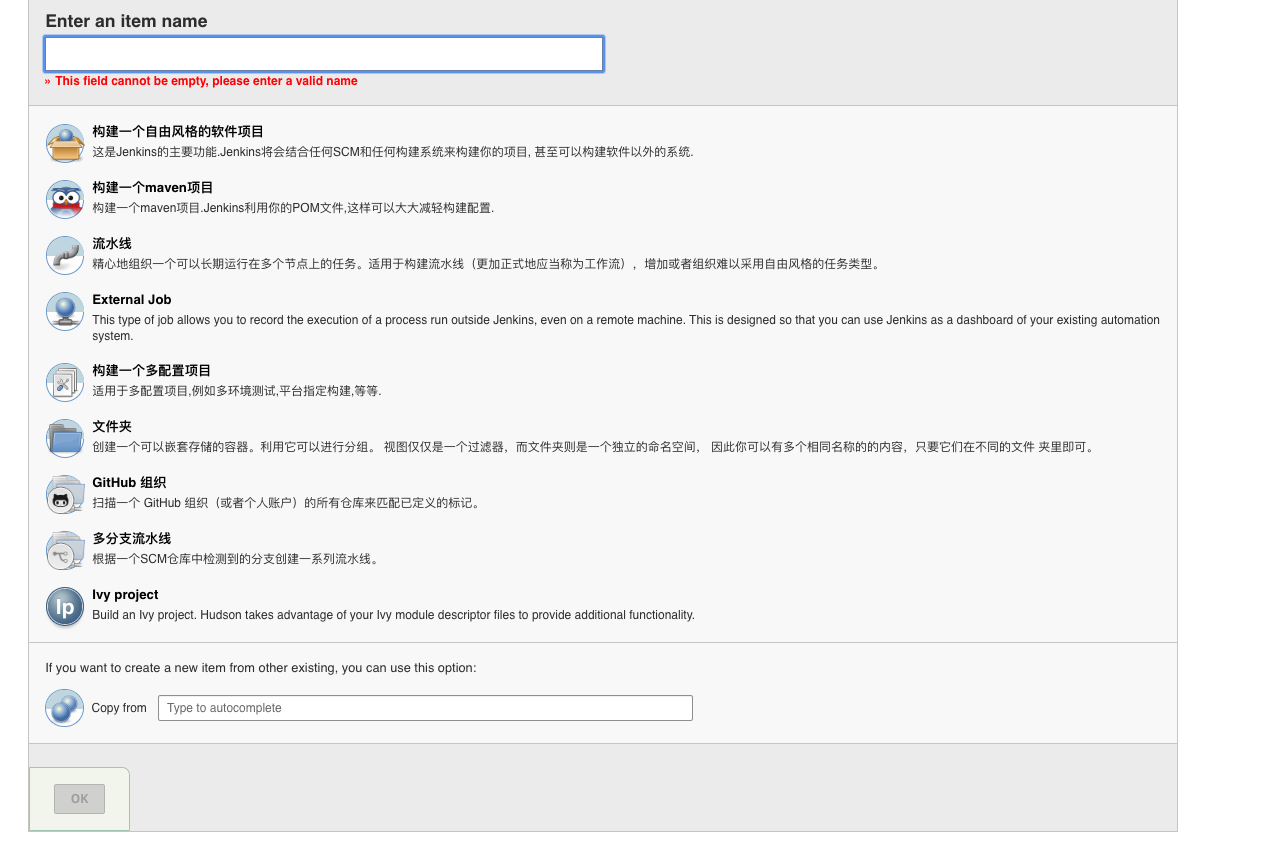 Enter an item name
» This field cannot be empty, please enter a valid name
构建一个自由风格的软件项目
这是Jenkins的主要功能.Jenkins将会结合任何SCM和任何构建系统来构建你的项目, 甚至可以构建软件以外的系统.
构建一个maven项目
构建一个maven项目.Jenkins利用你的POM文件,这样可以大大减轻构建配置.
流水线
精心地组织一个可以长期运行在多个节点上的任务。适用于构建流水线（更加正式地应当称为工作流），增加或者组织难以采用自由风格的任务类型。
External Job
This type of job allows you to record the execution of a process run outside Jenkins, even on a remote machine. This is designed so that you can use Jenkins as a dashboard of your existing automation
system.
构建一个多配置项目
适用于多配置项目,例如多环境测试,平台指定构建,等等.
文件夹
创建一个可以嵌套存储的容器。利用它可以进行分组。 视图仅仅是一个过滤器，而文件夹则是一个独立的命名空间， 因此你可以有多个相同名称的的内容，只要它们在不同的文件 夹里即可。
GitHub 组织
扫描一个 GitHub 组织（或者个人账户）的所有仓库来匹配已定义的标记。
多分支流水线
根据一个SCM仓库中检测到的分支创建一系列流水线。
Ip
Ivy project
Build an Ivy project. Hudson takes advantage of your Ivy module descriptor files to provide additional functionality.
If you want to create a new item from other existing, you can use this option:
Copy from Type to autocomplete
OK